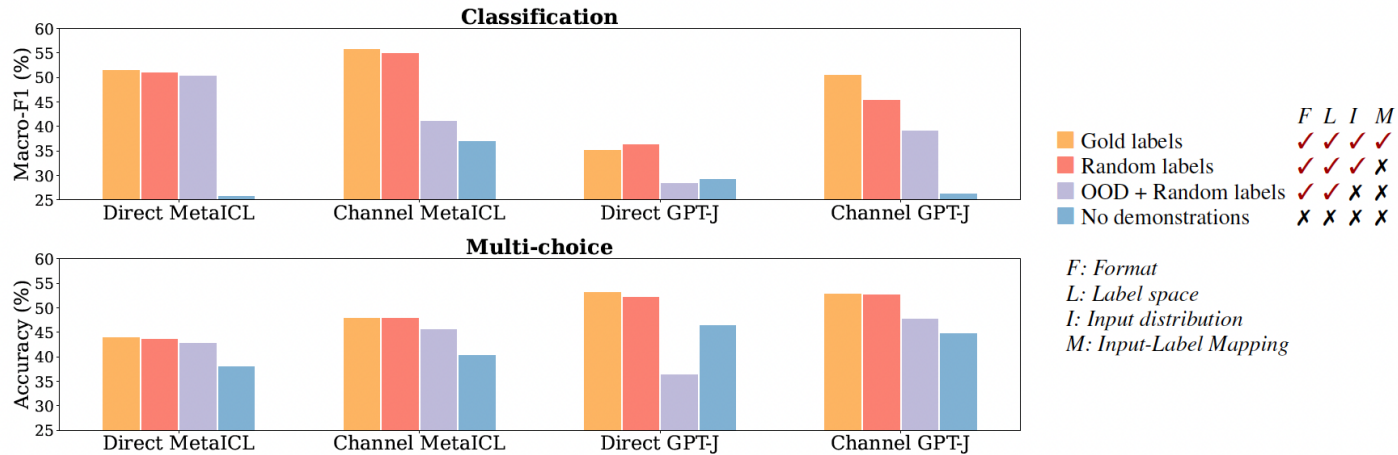 Classification
Macro-F1 (%)
60
55
50
45
40
35
30
25
Direct MetaICL Channel MetaICL Direct GPT-J Channel GPT-J
Multi-choice
Accuracy (%)
60
55
50
45
40
35
30
25
Direct MetaICL Channel MetaICL Direct GPT-J Channel GPT-J
F L I M
Gold labels ✓ ✓ ✓ ✓
Random labels ✓ ✓ ✓ ✗
OOD + Random labels ✓ ✓ ✗ ✗
No demonstrations ✗ ✗ ✗ ✗
F: Format
L: Label space
I: Input distribution
M: Input-Label Mapping